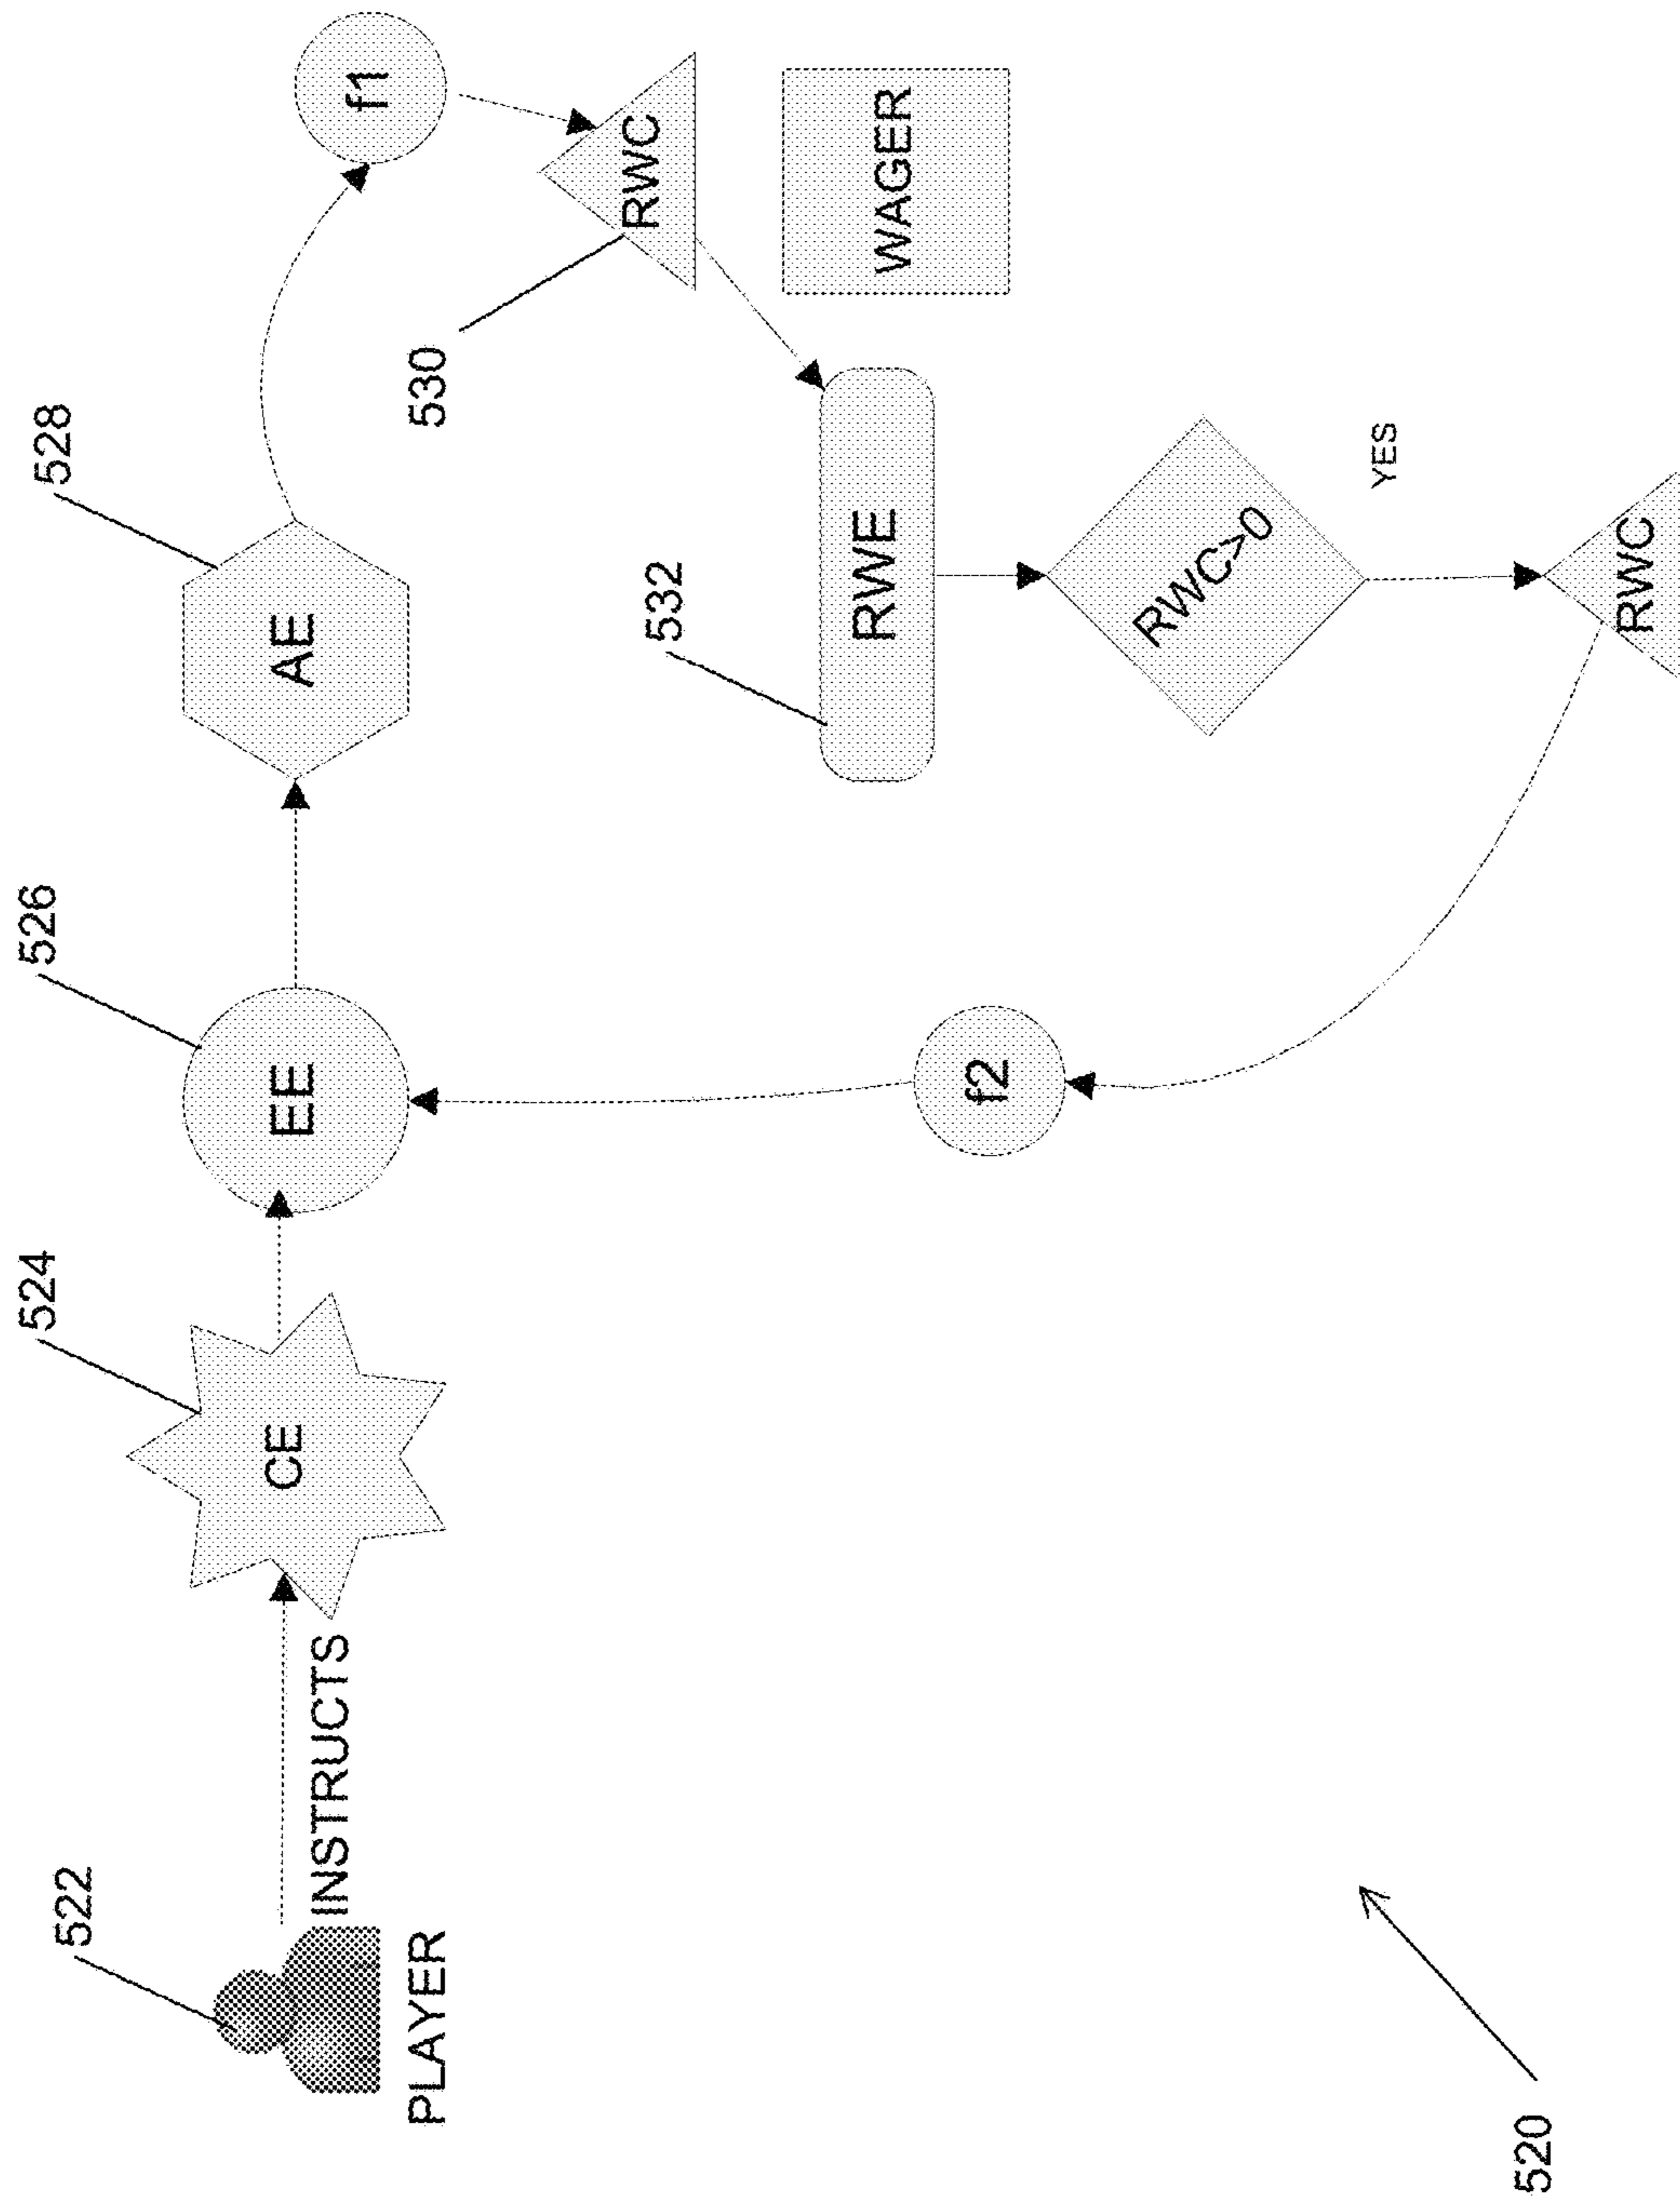 522
524
526
528
PLAYER
INSTRUCTS
CE
EE
AE
f1
530
RWC
WAGER
532
RWE
RWC>0
YES
RWC
f2
520